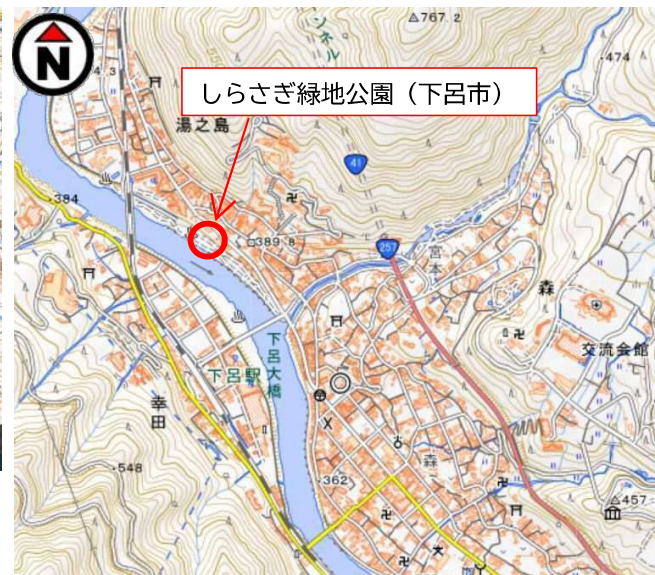 N
△767.2
ンネル
550
・474
しらさぎ緑地公園（下呂市）
湯之島
41
・384
389.8
257
宮本
森
交流会館
下呂大橋
下呂駅
幸田
森
・548
・362
△457